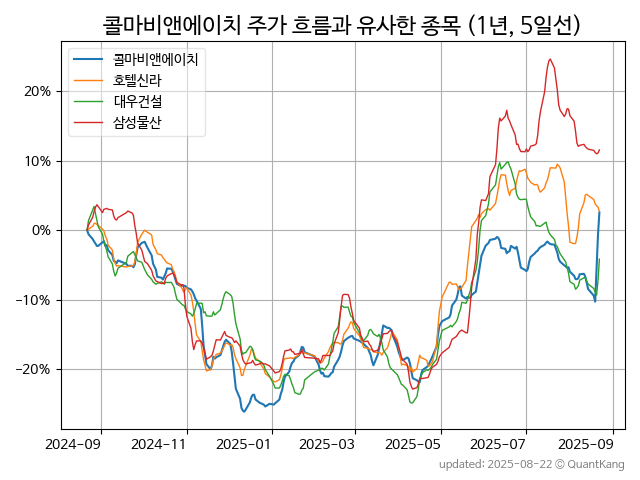 콜마비앤에이치 주가 흐름과 유사한 종목 (1년, 5일선)
콜마비앤에이치
호텔신라
대우건설
삼성물산
20%
10%
0%
−10%
−20%
2024-09 2024-11 2025-01 2025-03 2025-05 2025-07 2025-09
updated: 2025-08-22 © QuantKang